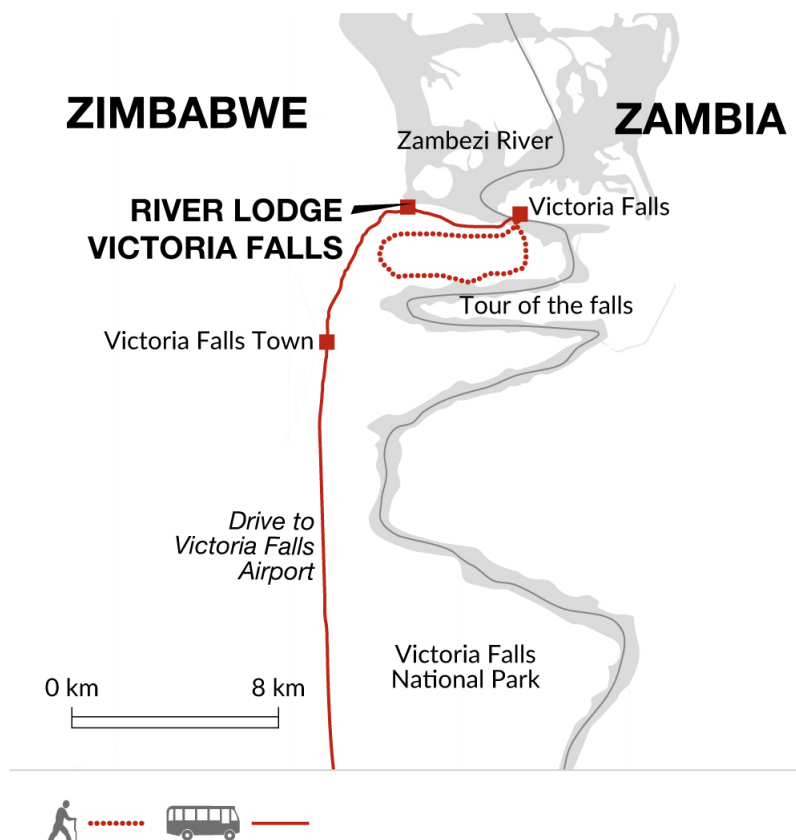 ZIMBABWE
ZAMBIA
Zambezi River
RIVER LODGE
VICTORIA FALLS
Victoria Falls
Tour of the falls
Victoria Falls Town
Drive to
Victoria Falls
Airport
Victoria Falls
National Park
0 km
8 km